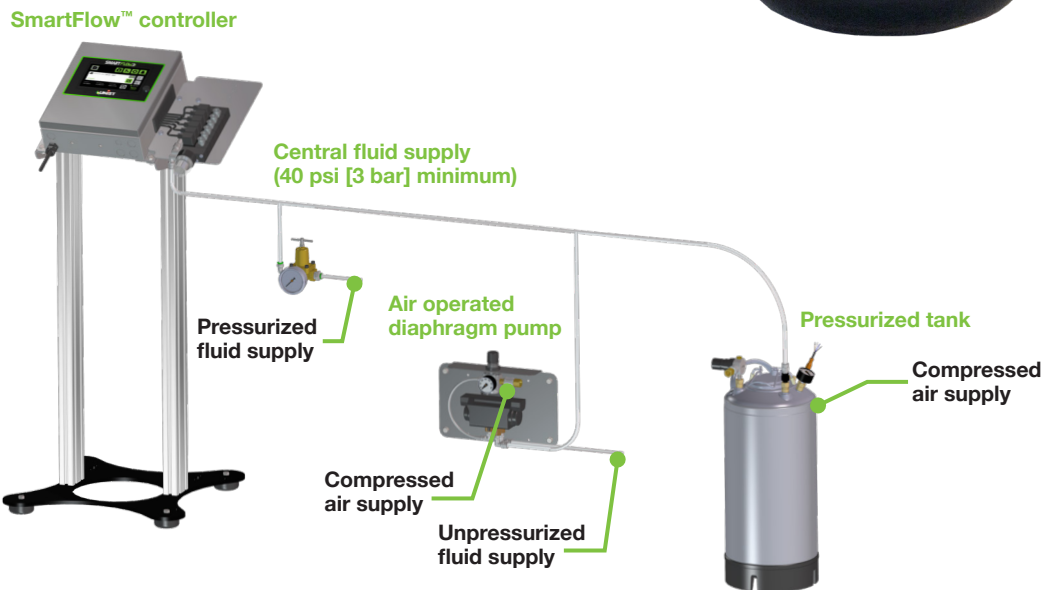 SmartFlow™ controller
Central fluid supply
(40 psi [3 bar] minimum)
Pressurized
fluid supply
Air operated
diaphragm pump
Compressed
air supply
Unpressurized
fluid supply
Pressurized tank
Compressed
air supply